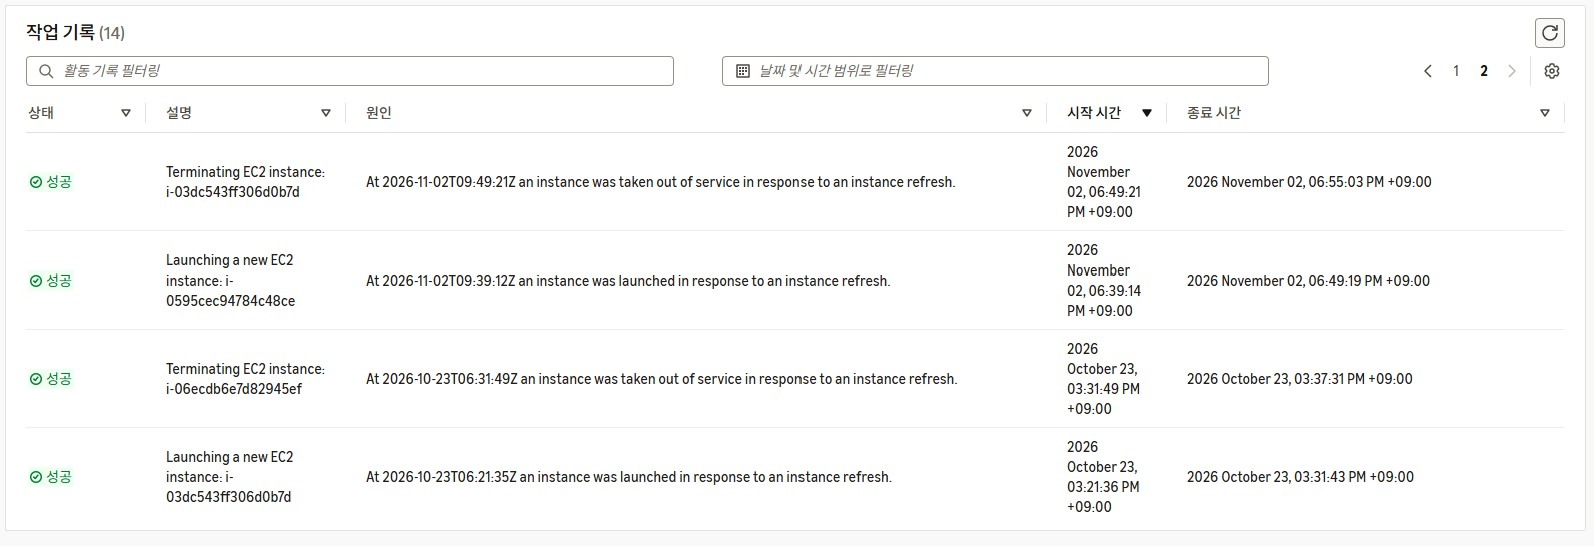 작업 기록 (14)
활동 기록 필터링
날짜 및 시간 범위로 필터링
1 2
상태 설명 원인 시작 시간 종료 시간
성공
Terminating EC2 instance:
i-03dc543ff306d0b7d
At 2026-11-02T09:49:21Z an instance was taken out of service in response to an instance refresh.
2026
November
02, 06:49:21
PM +09:00
2026 November 02, 06:55:03 PM +09:00
성공
Launching a new EC2
instance: i-
0595cec94784c48ce
At 2026-11-02T09:39:12Z an instance was launched in response to an instance refresh.
2026
November
02, 06:39:14
PM +09:00
2026 November 02, 06:49:19 PM +09:00
성공
Terminating EC2 instance:
i-06ecdb6e7d82945ef
At 2026-10-23T06:31:49Z an instance was taken out of service in response to an instance refresh.
2026
October 23,
03:31:49 PM
+09:00
2026 October 23, 03:37:31 PM +09:00
성공
Launching a new EC2
instance: i-
03dc543ff306d0b7d
At 2026-10-23T06:21:35Z an instance was launched in response to an instance refresh.
2026
October 23,
03:21:36 PM
+09:00
2026 October 23, 03:31:43 PM +09:00